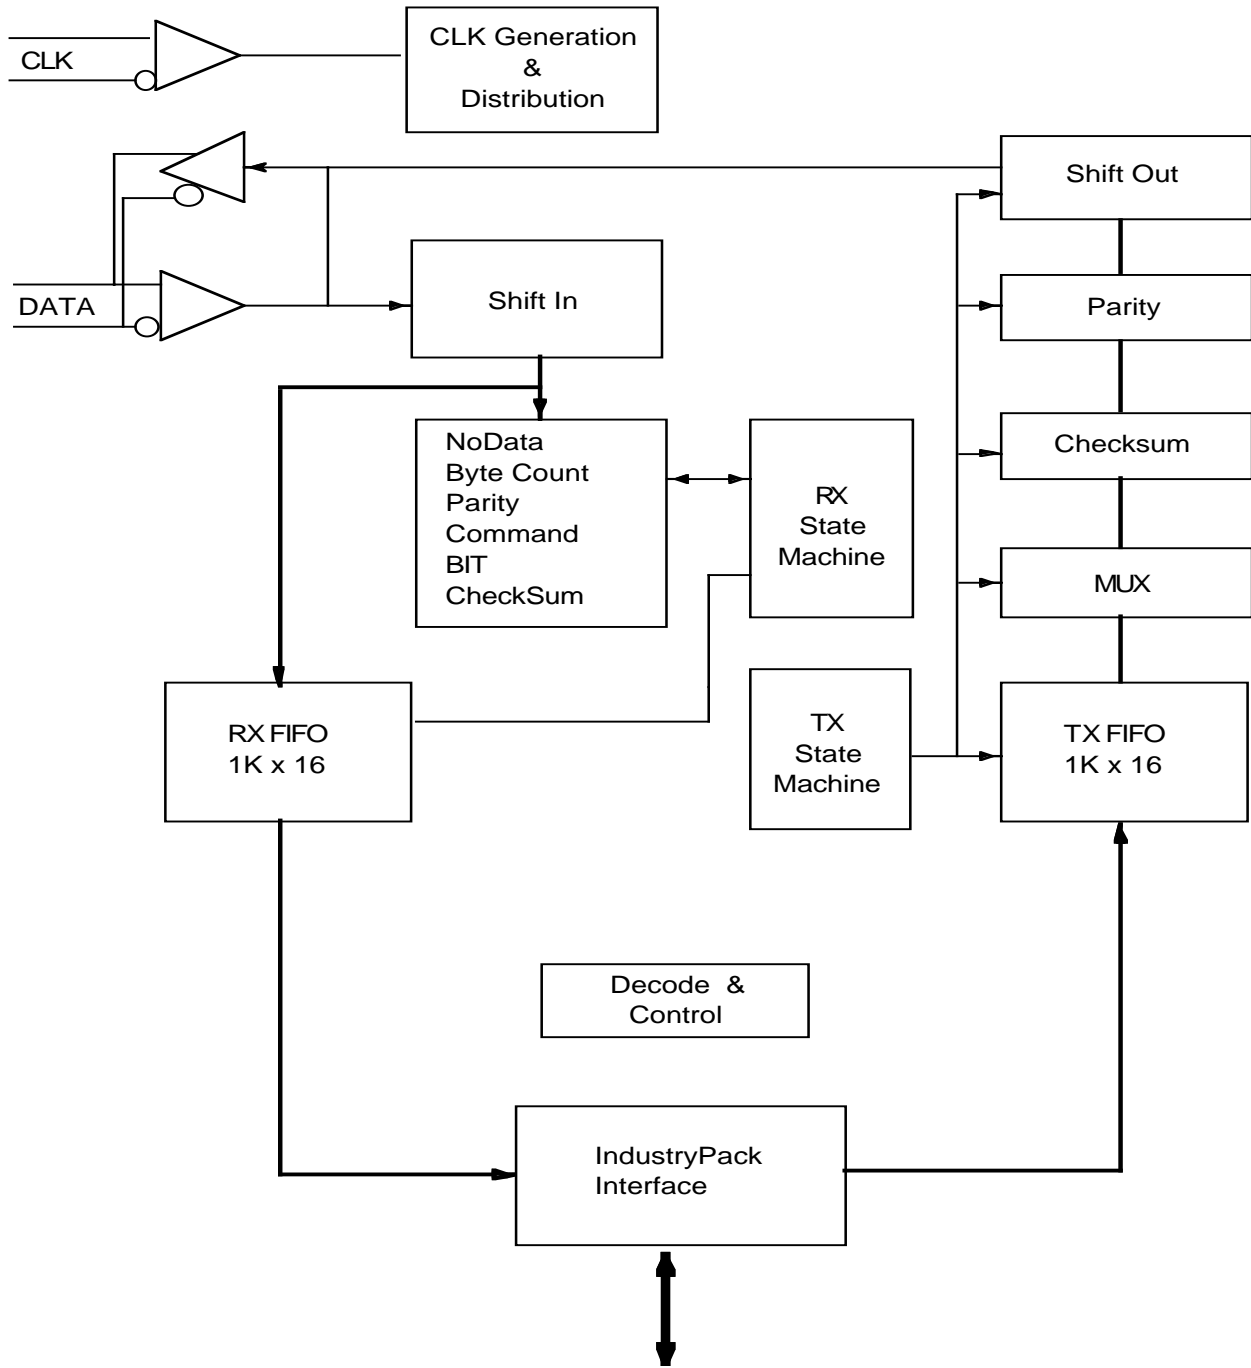 CLK
CLK Generation
&
Distribution
Shift Out
DATA
Shift In
Parity
Checksum
MUX
NoData
Byte Count
Parity
Command
BIT
CheckSum
RX
State
Machine
RX FIFO
1K x 16
TX
State
Machine
TX FIFO
1K x 16
Decode &
Control
IndustryPack
Interface